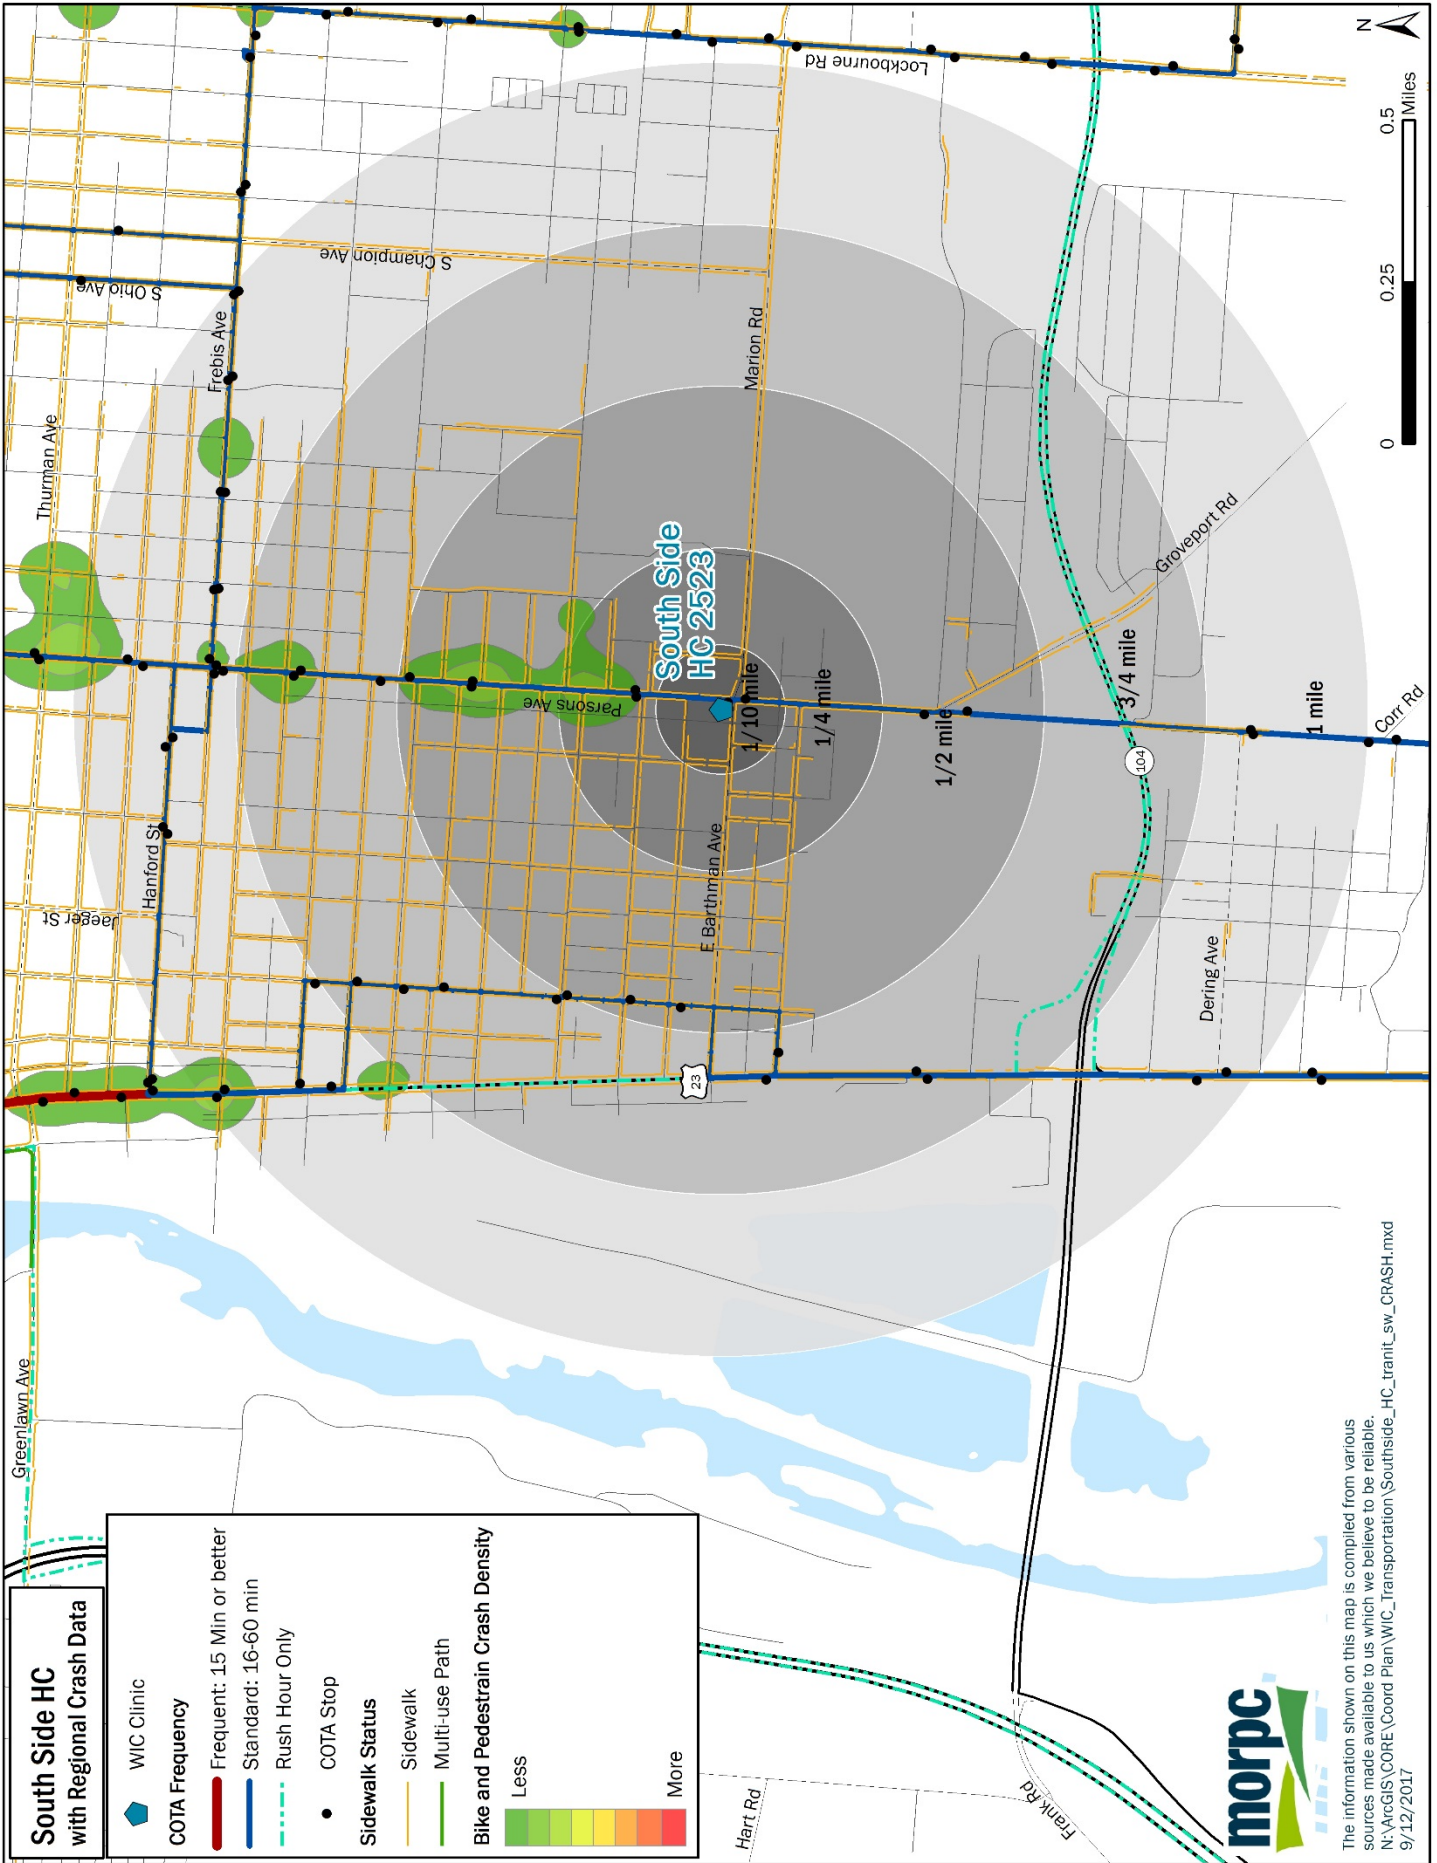 South Side HC
with Regional Crash Data
WIC Clinic
COTA Frequency
Frequent: 15 Min or better
Standard: 16-60 min
Rush Hour Only
COTA Stop
Sidewalk Status
Sidewalk
Multi-use Path
Bike and Pedestrain Crash Density
Less
More
Greenlawn Ave
Jaeger St
Hanford St
Thurman Ave
Frebis Ave
S Ohio Ave
S Champion Ave
Lockbourne Rd
Parsons Ave
South Side
HC 2523
Marion Rd
E Barthman Ave
23
1/10 mile
1/4 mile
1/2 mile
3/4 mile
1 mile
104
Groveport Rd
Dering Ave
Corr Rd
Hart Rd
Frank Rd
N
0
0.25
0.5
Miles
morpc
The information shown on this map is compiled from various
sources made available to us which we believe to be reliable.
N:\ArcGIS\CORE\Coord Plan\WIC_Transportation\Southside_HC_tranit_sw_CRASH.mxd
9/12/2017